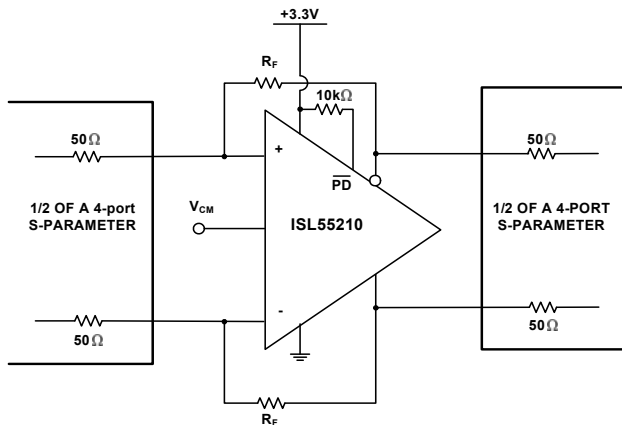 +3.3V
R_F
10kΩ
50Ω
50Ω
+
PD
1/2 OF A 4-port
S-PARAMETER
V_CM
ISL55210
1/2 OF A 4-PORT
S-PARAMETER
-
50Ω
50Ω
R_F